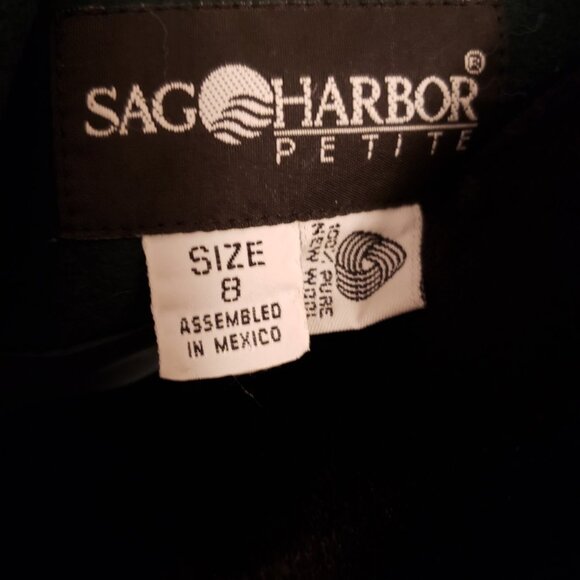 SAG HARBOR®
PETITE
SIZE
8
ASSEMBLED
IN MEXICO
100% PURE
NEW WOOL